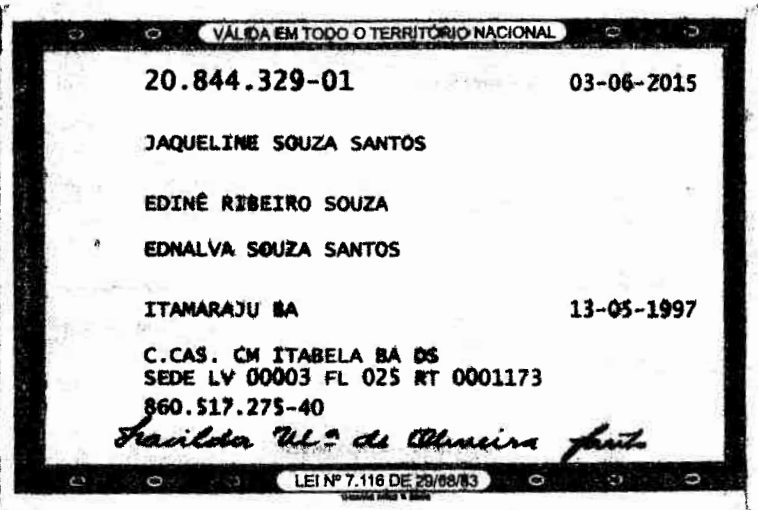 VÁLIDA EM TODO O TERRITÓRIO NACIONAL
20.844.329-01 03-06-2015
JAQUELINE SOUZA SANTOS
EDINÊ RIBEIRO SOUZA
EDNALVA SOUZA SANTOS
ITAMARAJU BA 13-05-1997
C.CAS. CM ITABELA BA DS
SEDE LV 00003 FL 025 RT 0001173
860.517.275-40
de Oliveira
LEI Nº 7.116 DE 29/08/83